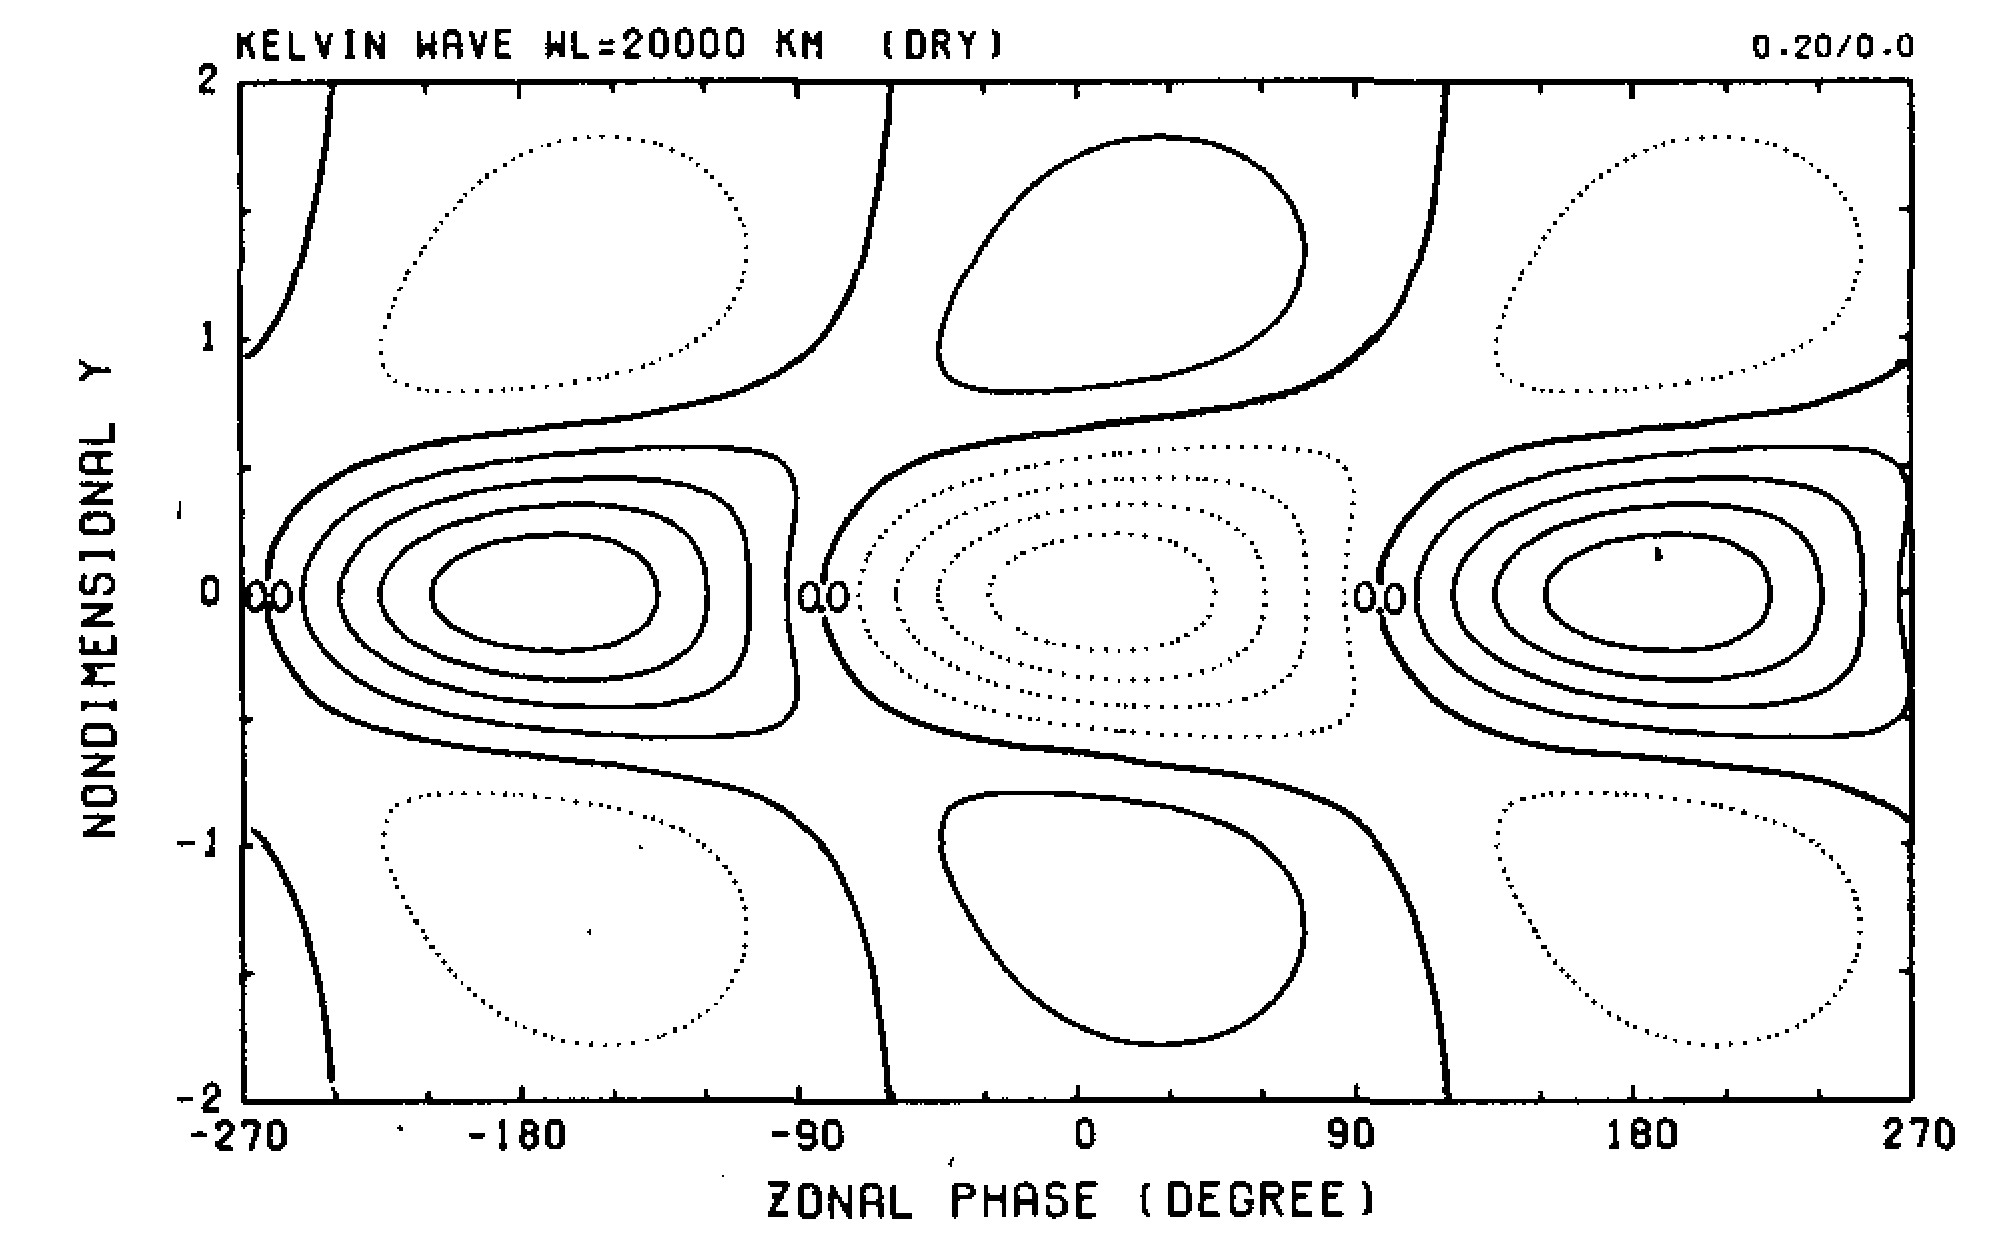 KELVIN WAVE WL=20000 KM (DRY)
0.20/0.0
2
1
0
-1
-2
NONDIMENSIONAL Y
0.0
0.0
0.0
-270 -180 -90 0 90 180 270
ZONAL PHASE (DEGREE)